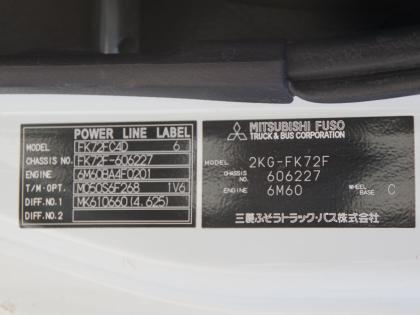 POWER LINE LABEL
MODEL FK72FC4D 6
CHASSIS NO. FK72F-606227
ENGINE 6M60BA4F0201
T/M-OPT. M050S6F268 1V6
DIFF.NO.1 MK610660(4.625)
DIFF.NO.2
MITSUBISHI FUSO
TRUCK & BUS CORPORATION
MODEL 2KG-FK72F
CHASSIS NO. 606227
ENGINE 6M60 WHEEL BASE C
三菱ふそうトラック・バス株式会社